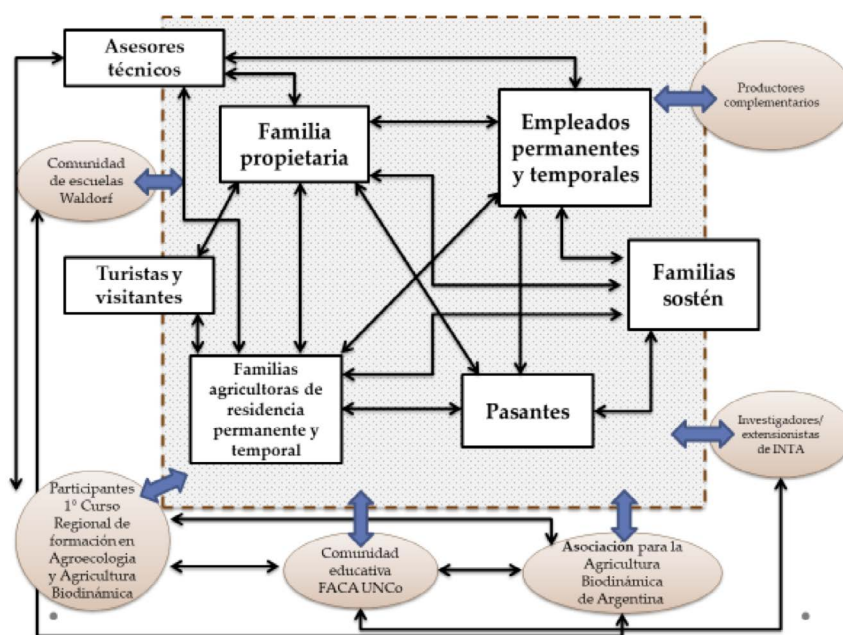 Asesores
técnicos
Familia
propietaria
Empleados
permanentes
y temporales
Productores
complementarios
Comunidad
de escuelas
Waldorf
Turistas y
visitantes
Familias
sostén
Familias
agricultoras de
residencia
permanente y
temporal
Pasantes
Investigadores/
extensionistas
de INTA
Participantes
1º Curso
Regional de
formación en
Agroecologia
y Agricultura
Biodinámica
Comunidad
educativa
FACA UNCo
Asociacion para la
Agricultura
Biodinámica
de Argentina